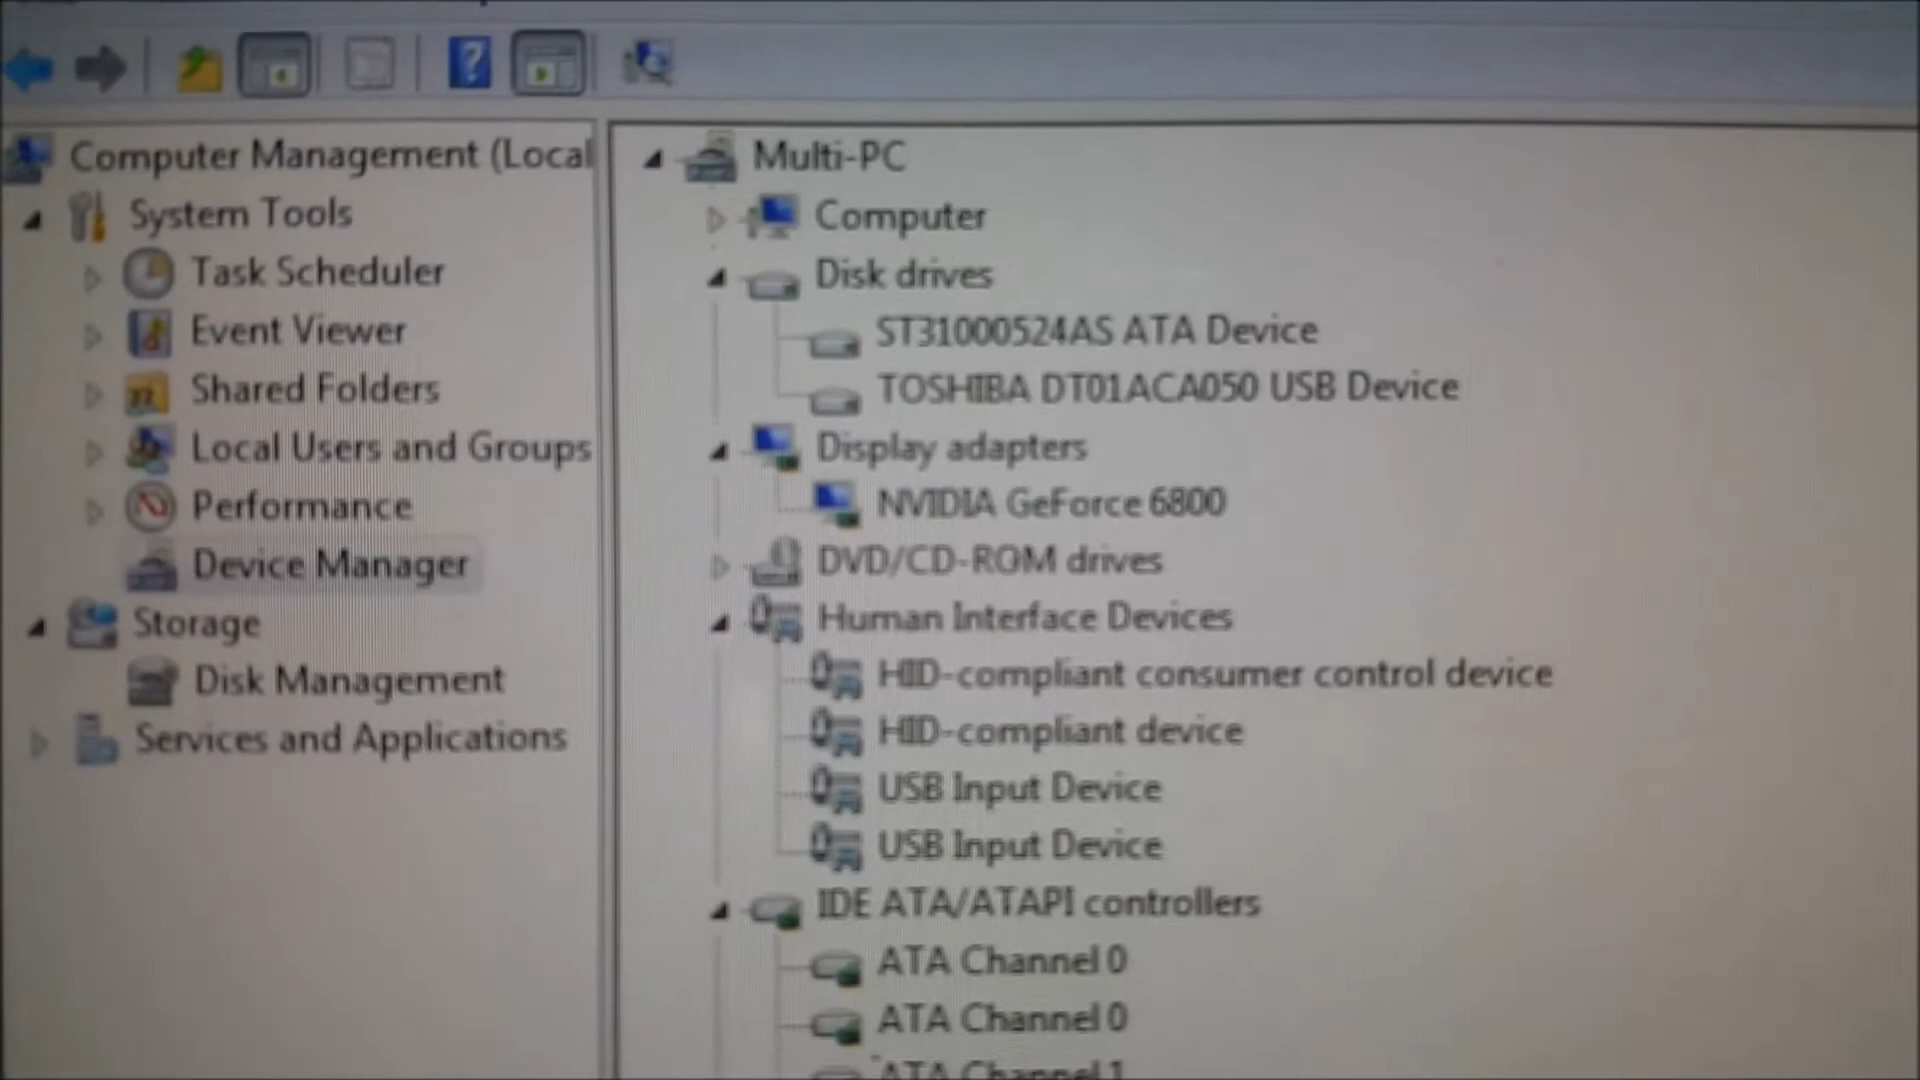 Computer Management (Local
System Tools
Task Scheduler
Event Viewer
Shared Folders
Local Users and Groups
Performance
Device Manager
Storage
Disk Management
Services and Applications
Multi-PC
Computer
Disk drives
ST31000524AS ATA Device
TOSHIBA DT01ACA050 USB Device
Display adapters
NVIDIA GeForce 6800
DVD/CD-ROM drives
Human Interface Devices
HID-compliant consumer control device
HID-compliant device
USB Input Device
USB Input Device
IDE ATA/ATAPI controllers
ATA Channel 0
ATA Channel 0
ATA Channel 1